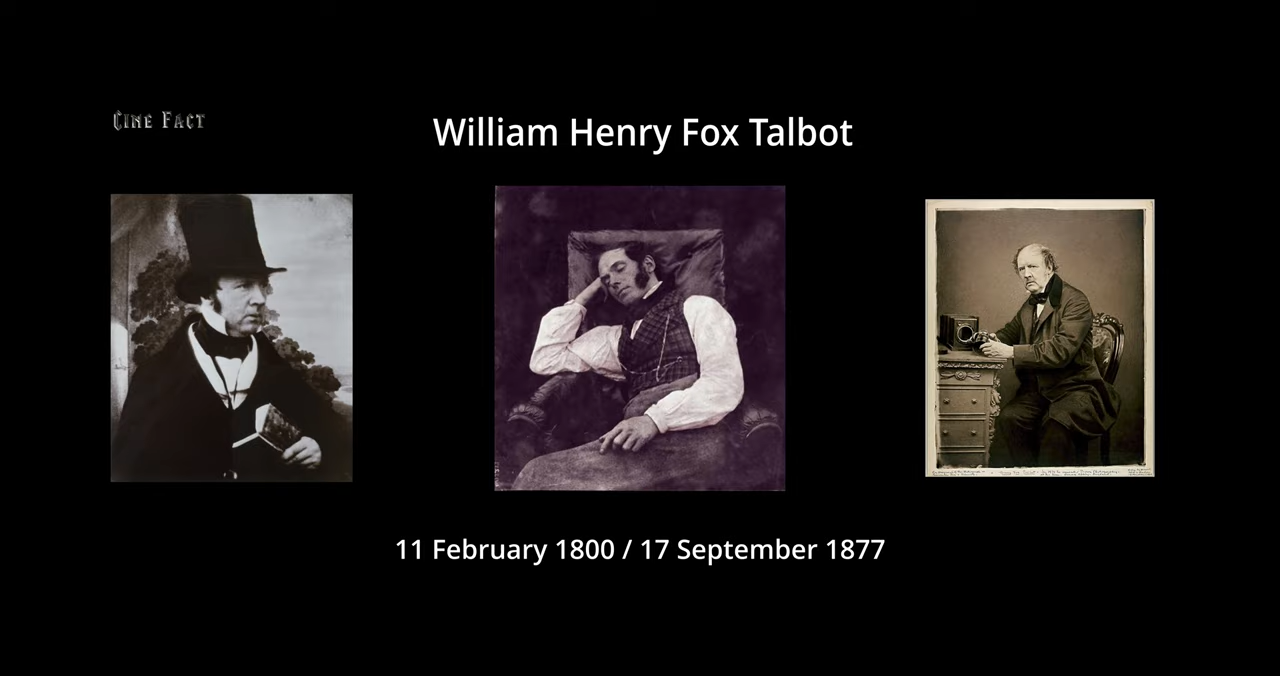 Cine Fact
William Henry Fox Talbot
11 February 1800 / 17 September 1877